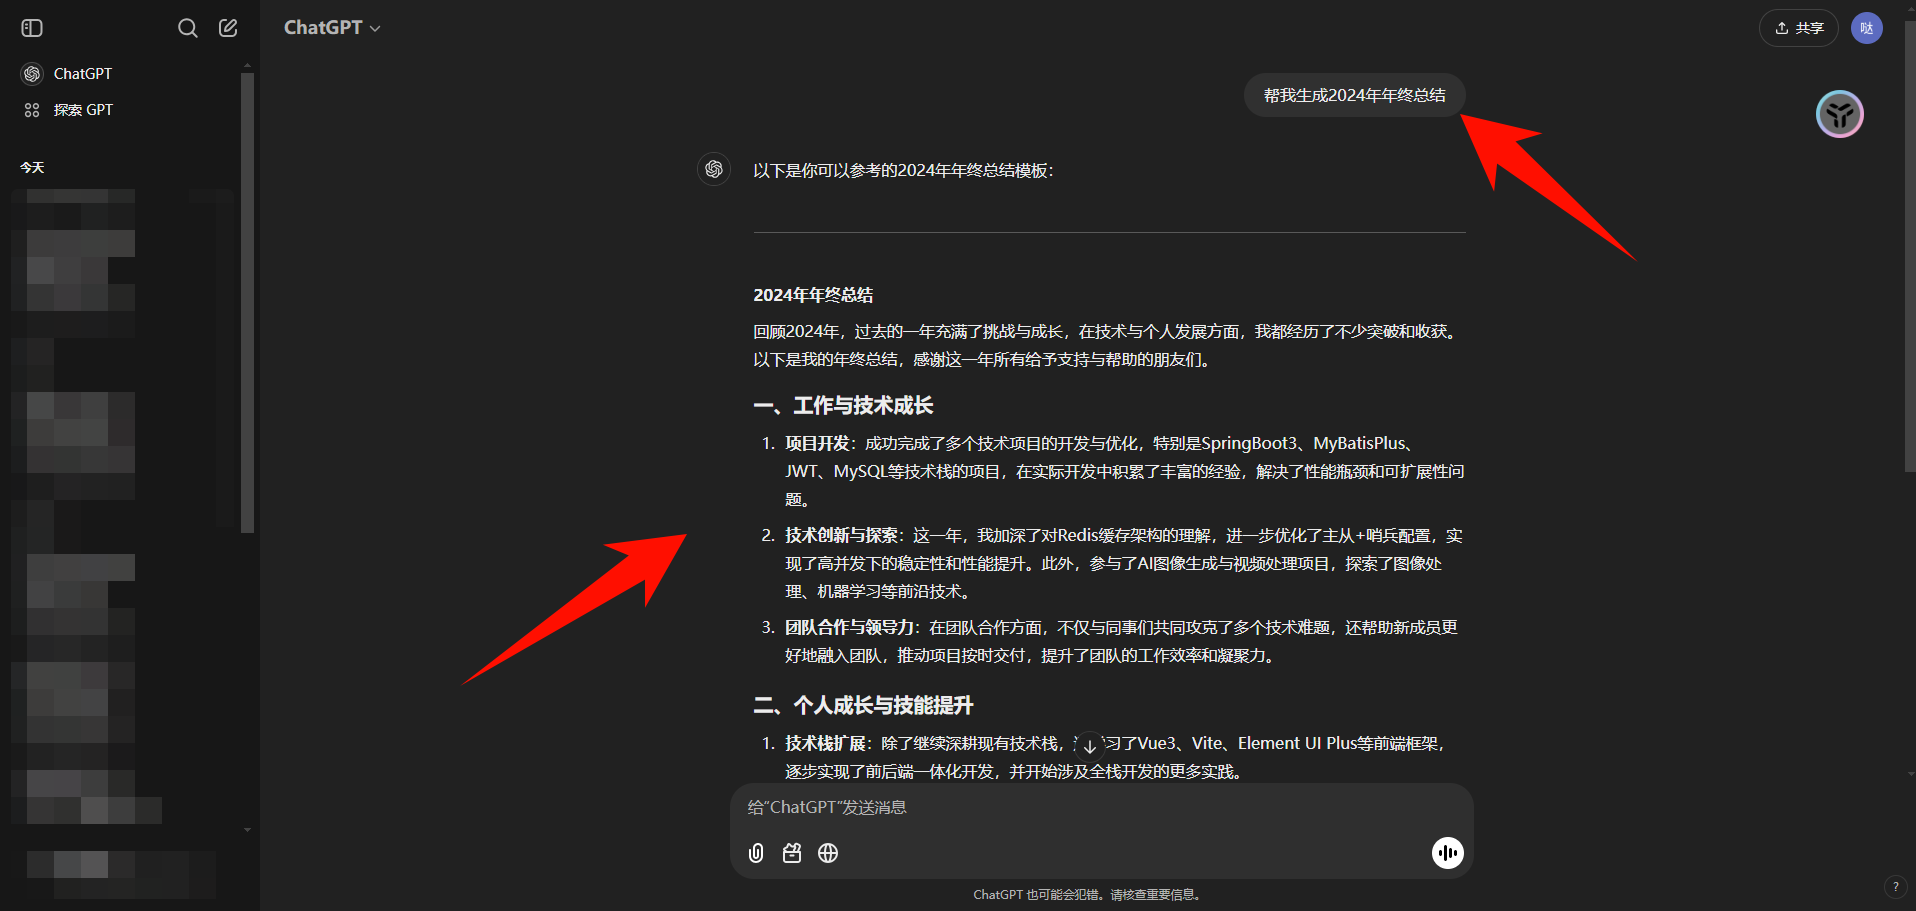 ChatGPT
共享
哒
ChatGPT
探索 GPT
今天
帮我生成2024年年终总结
以下是你可以参考的2024年年终总结模板：
2024年年终总结
回顾2024年，过去的一年充满了挑战与成长，在技术与个人发展方面，我都经历了不少突破和收获。
以下是我的年终总结，感谢这一年所有给予支持与帮助的朋友们。
一、工作与技术成长
1. 项目开发：成功完成了多个技术项目的开发与优化，特别是SpringBoot3、MyBatisPlus、
JWT、MySQL等技术栈的项目，在实际开发中积累了丰富的经验，解决了性能瓶颈和可扩展性问
题。
2. 技术创新与探索：这一年，我加深了对Redis缓存架构的理解，进一步优化了主从+哨兵配置，实
现了高并发下的稳定性和性能提升。此外，参与了AI图像生成与视频处理项目，探索了图像处
理、机器学习等前沿技术。
3. 团队合作与领导力：在团队合作方面，不仅与同事们共同攻克了多个技术难题，还帮助新成员更
好地融入团队，推动项目按时交付，提升了团队的工作效率和凝聚力。
二、个人成长与技能提升
1. 技术栈扩展：除了继续深耕现有技术栈，习了Vue3、Vite、Element UI Plus等前端框架，
逐步实现了前后端一体化开发，并开始涉及全栈开发的更多实践。
给“ChatGPT”发送消息
ChatGPT 也可能会犯错。请核查重要信息。
?